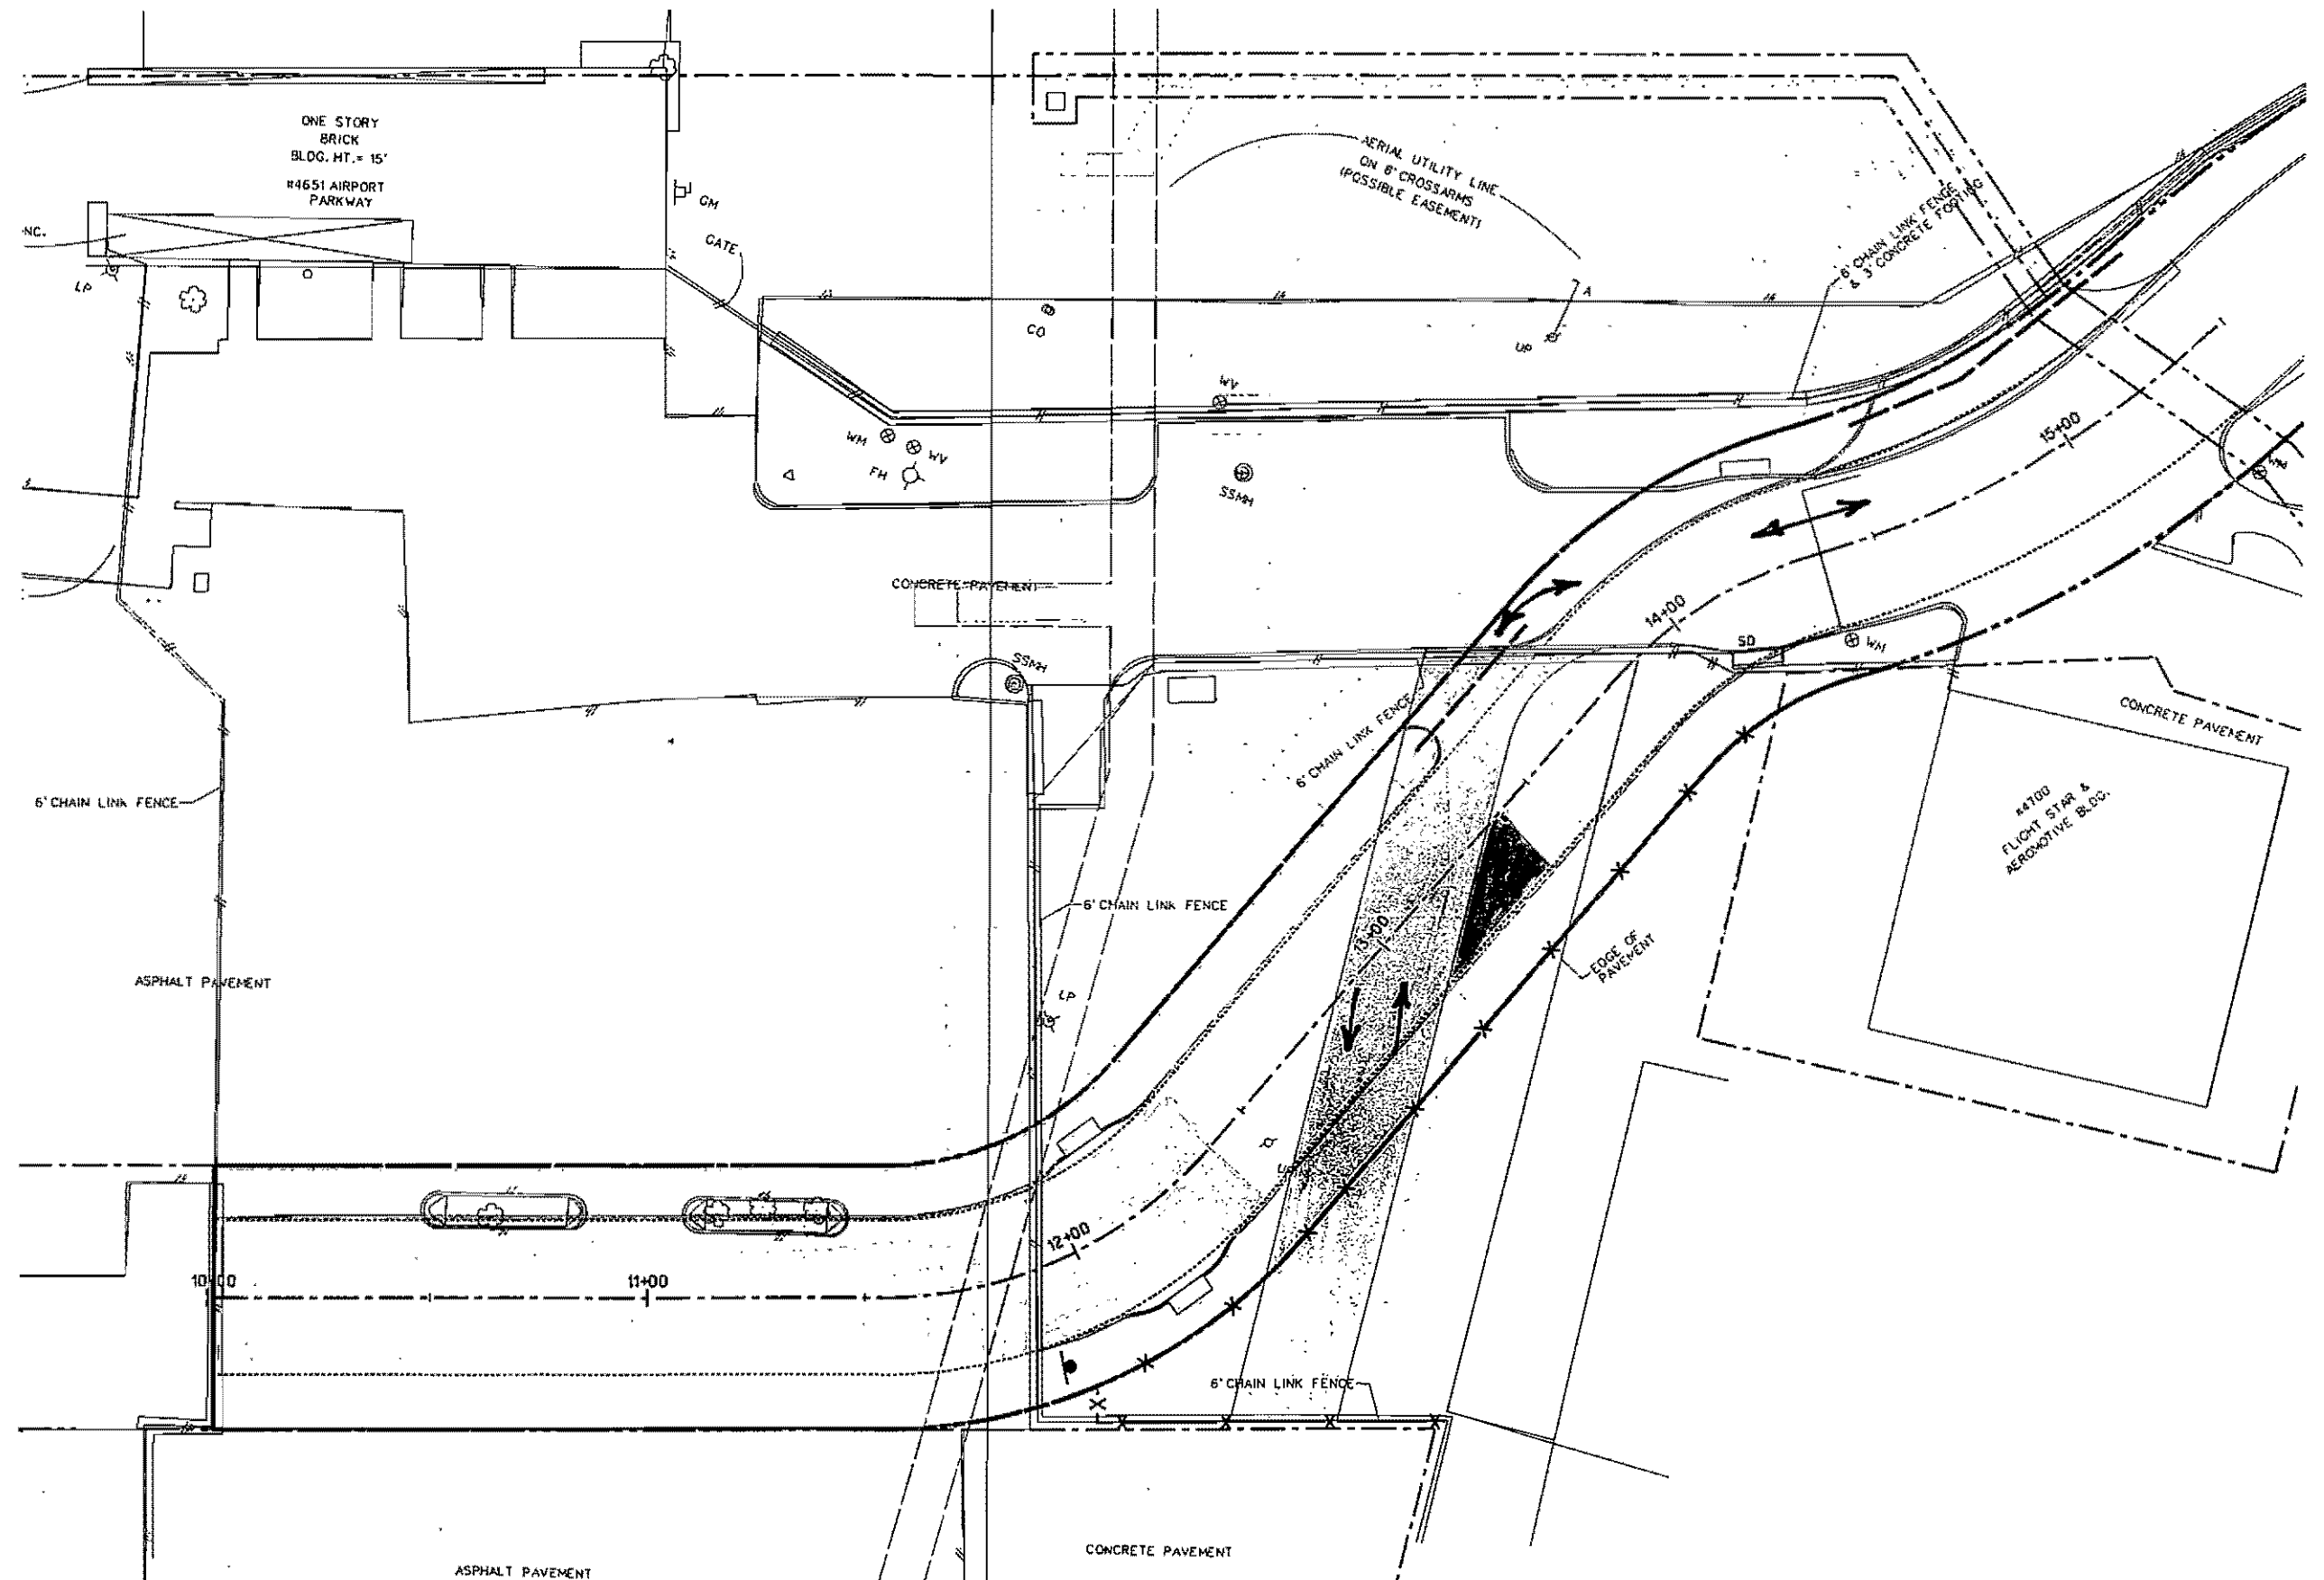 ONE STORY
BRICK
BLDG. HT. = 15'
#4651 AIRPORT
PARKWAY
NC.
LP
GM
GATE
CO
AERIAL UTILITY LINE
ON 6' CROSSARMS
(POSSIBLE EASEMENT)
A
UP
6' CHAIN LINK FENCE
& 3' CONCRETE FOOTING
WV
WM
WV
FH
SSMH
15+00
WM
CONCRETE PAVEMENT
SSMH
14+00
SD
WM
6' CHAIN LINK FENCE
CONCRETE PAVEMENT
6' CHAIN LINK FENCE
#4700
FLIGHT STAR &
AEROMOTIVE BLDG.
6' CHAIN LINK FENCE
13+00
EDGE OF
PAVEMENT
ASPHALT PAVEMENT
LP
12+00
10+00
11+00
6' CHAIN LINK FENCE
CONCRETE PAVEMENT
ASPHALT PAVEMENT